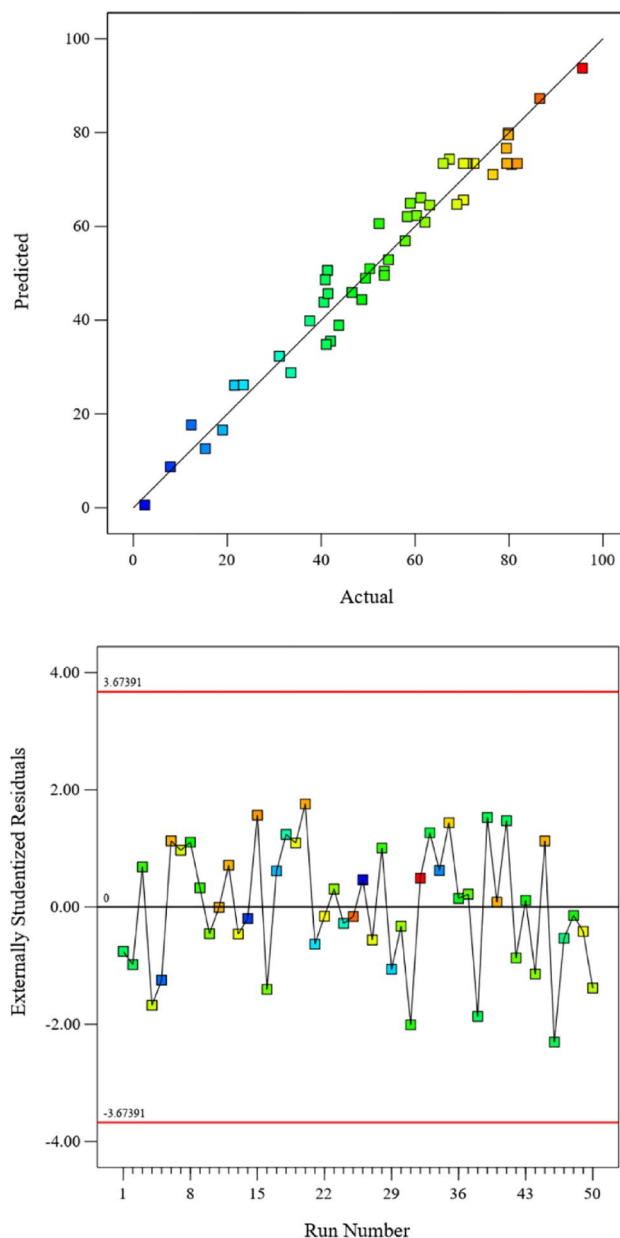 100
80
60
40
20
0
Predicted
0 20 40 60 80 100
Actual
4.00
3.67391
2.00
0.00
0
-2.00
-3.67391
-4.00
Externally Studentized Residuals
1 8 15 22 29 36 43 50
Run Number